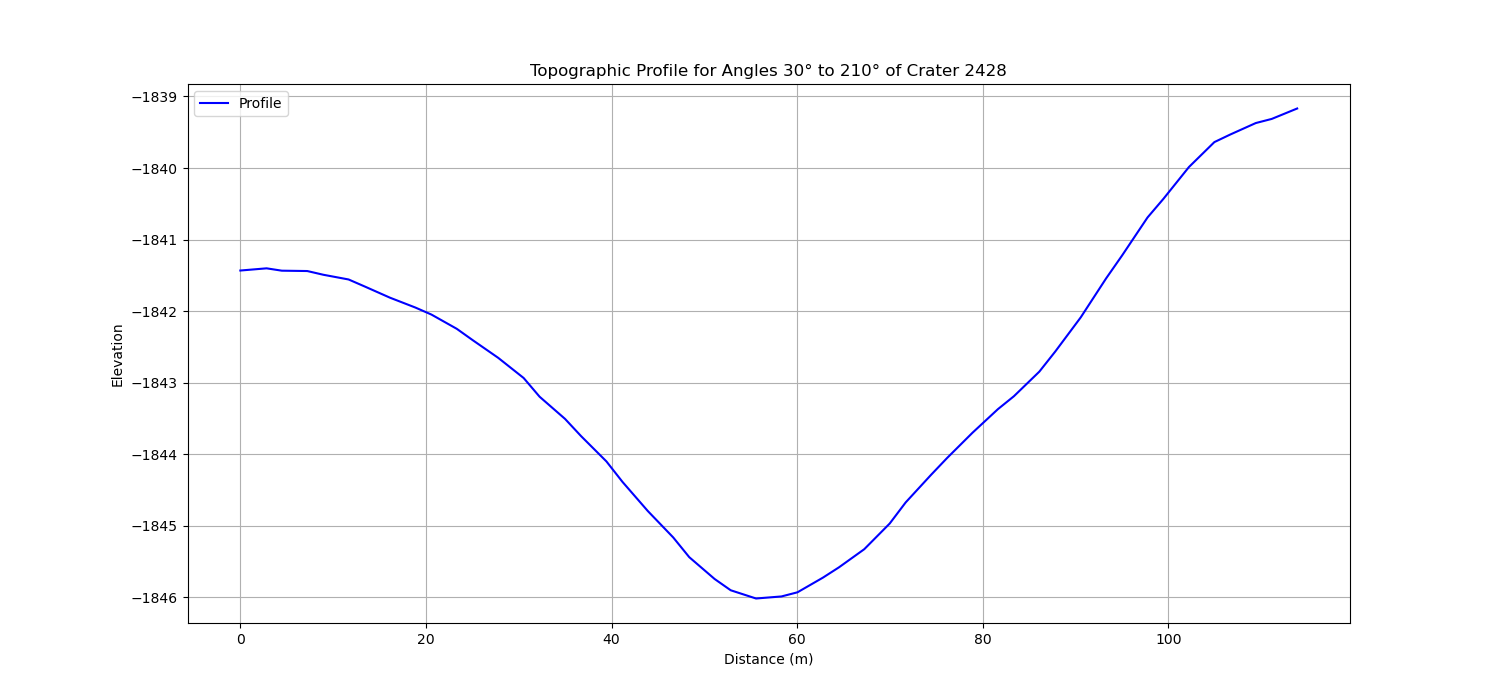 Topographic Profile for Angles 30° to 210° of Crater 2428
Profile
−1839
−1840
−1841
−1842
−1843
−1844
−1845
−1846
Elevation
0 20 40 60 80 100
Distance (m)